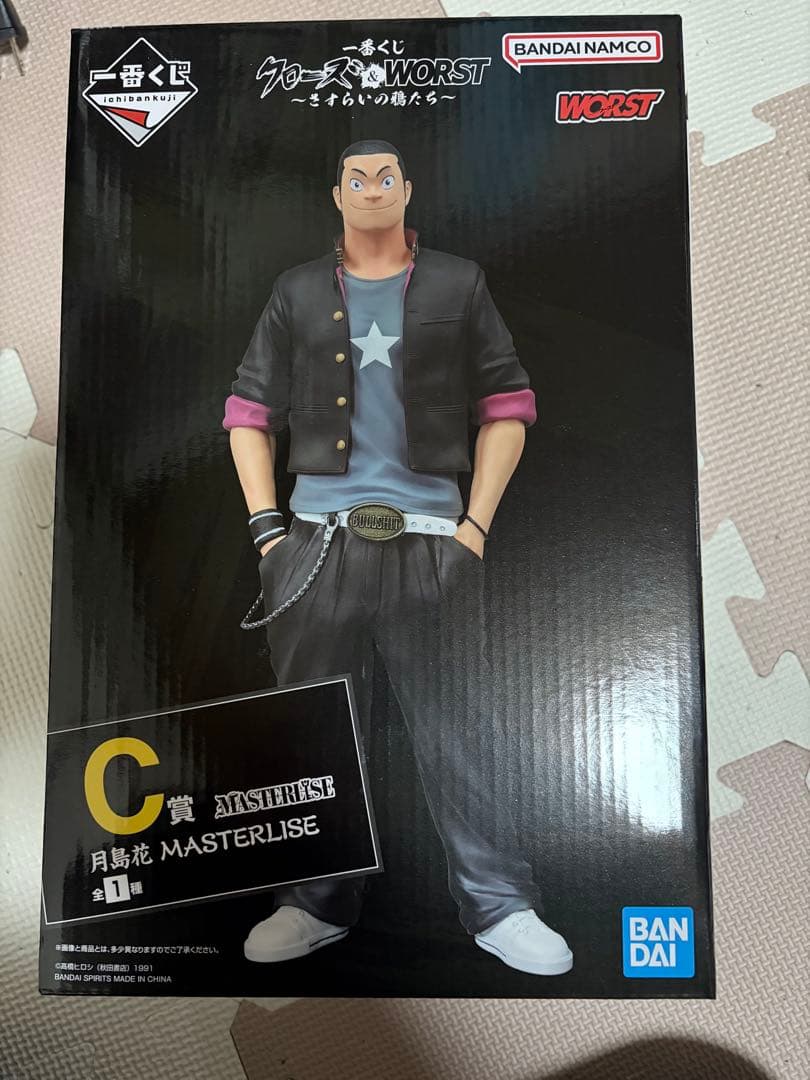 一番くじ
ichibankuji
一番くじ
クローズ&WORST
～さすらいの鴉たち～
BANDAI NAMCO
WORST
BULLSHIT
C賞 MASTERLISE
月島花 MASTERLISE
全1種
※画像と商品とは、多少異なりますのでご了承ください。
©髙橋ヒロシ（秋田書店）1991
BANDAI SPIRITS MADE IN CHINA
BAN
DAI